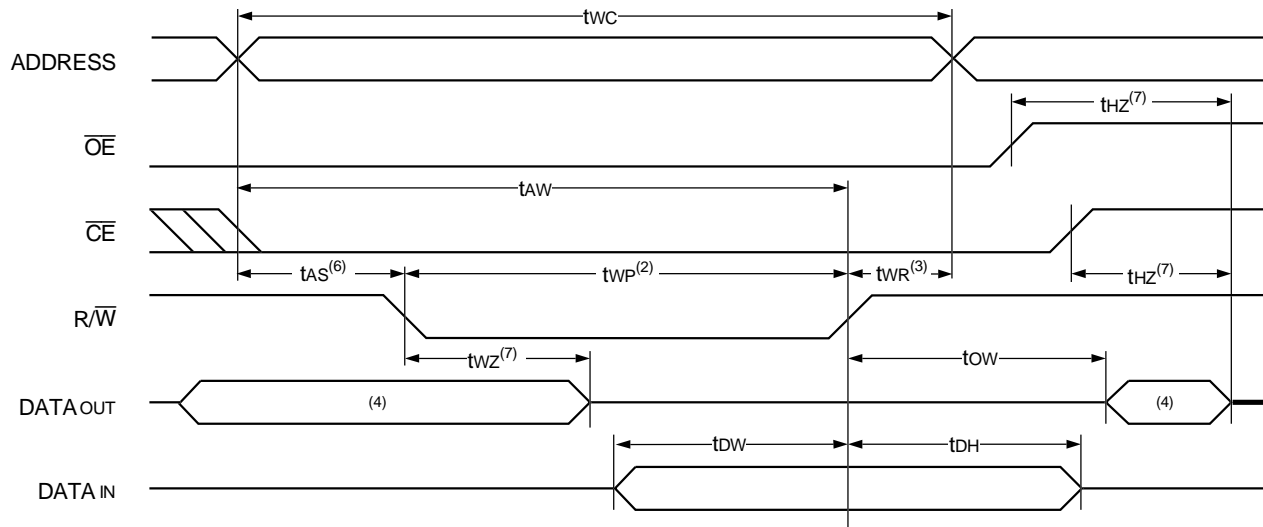 tWC
ADDRESS
tHZ(7)
OE
tAW
CE
tAS(6) tWP(2) tWR(3) tHZ(7)
R/W
tWZ(7) tOW
DATA OUT (4) (4)
tDW tDH
DATA IN